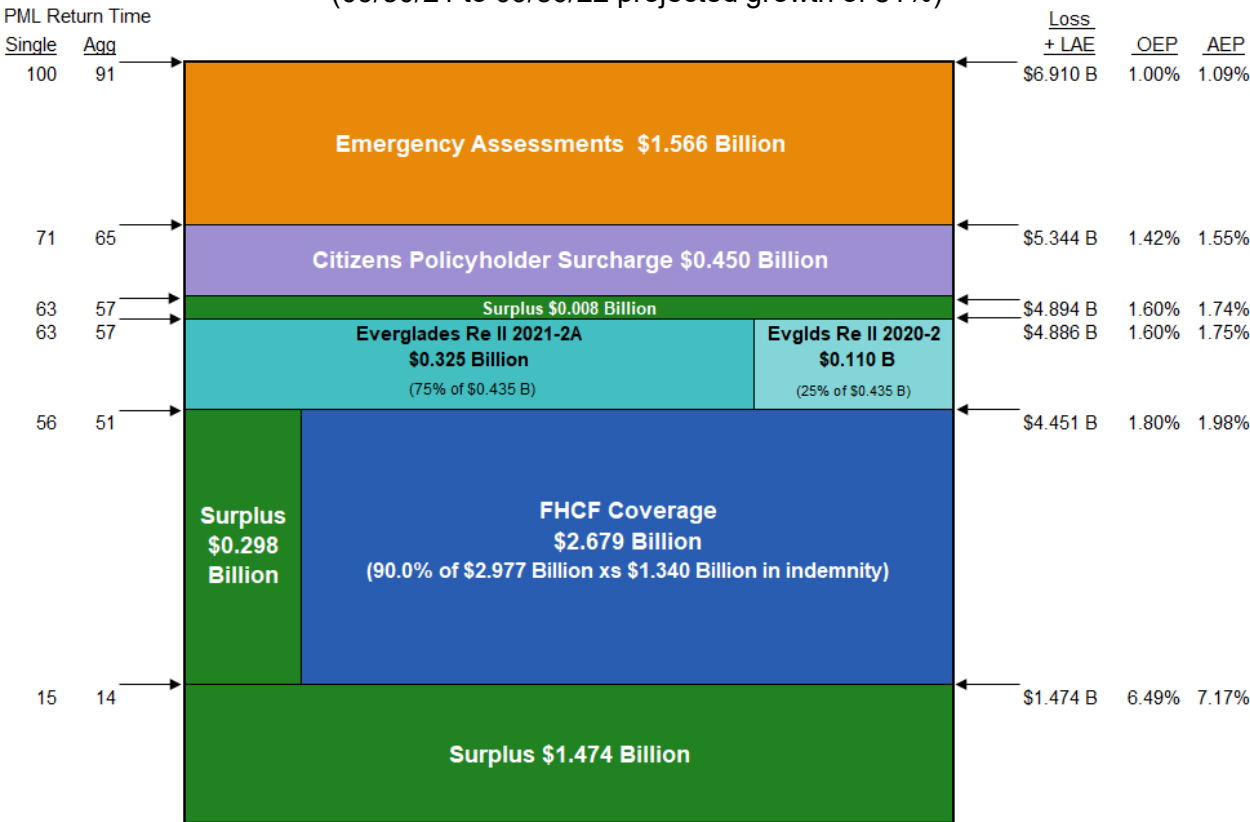 to projected growth of
PML Return Time
Single Agg
Loss
+ LAE OEP AEP
100 91
$6.910 B 1.00% 1.09%
Emergency Assessments $1.566 Billion
71 65
$5.344 B 1.42% 1.55%
Citizens Policyholder Surcharge $0.450 Billion
63 57
Surplus $0.008 Billion
$4.894 B 1.60% 1.74%
63 57
$4.886 B 1.60% 1.75%
Everglades Re II 2021-2A
$0.325 Billion
(75% of $0.435 B)
Evglds Re II 2020-2
$0.110 B
(25% of $0.435 B)
56 51
$4.451 B 1.80% 1.98%
Surplus
$0.298
Billion
FHCF Coverage
$2.679 Billion
(90.0% of $2.977 Billion xs $1.340 Billion in indemnity)
15 14
$1.474 B 6.49% 7.17%
Surplus $1.474 Billion